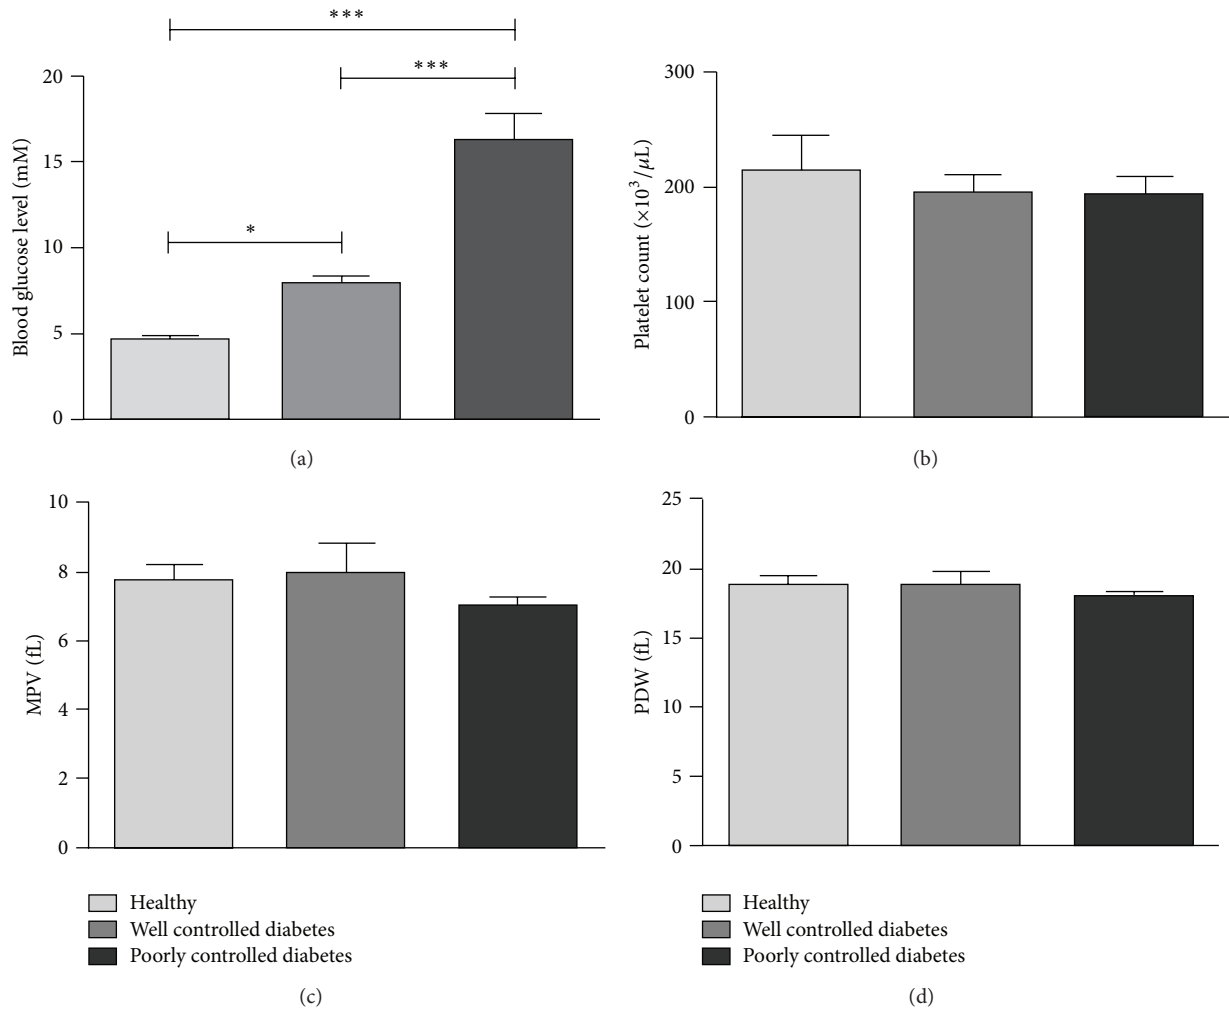 ***
***
*
20
15
10
5
0
Blood glucose level (mM)
(a)
300
200
100
0
Platelet count (×10³/μL)
(b)
10
8
6
4
2
0
MPV (fL)
Healthy
Well controlled diabetes
Poorly controlled diabetes
(c)
25
20
15
10
5
0
PDW (fL)
Healthy
Well controlled diabetes
Poorly controlled diabetes
(d)